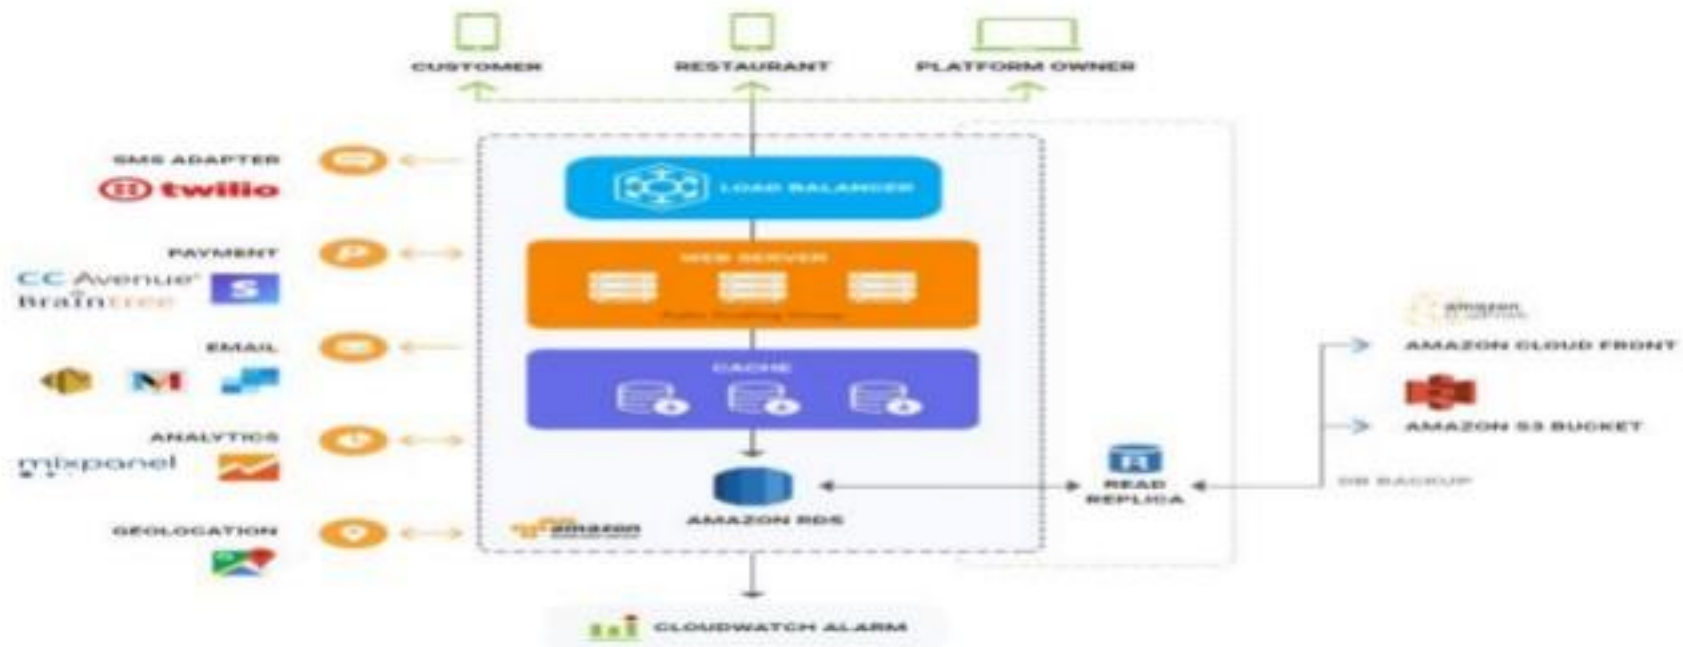 CUSTOMER
RESTAURANT
PLATFORM OWNER
SMS ADAPTER
twilio
LOAD BALANCER
PAYMENT
CC Avenue
Braintree
S
WEB SERVER
EMAIL
M
CACHE
ANALYTICS
mixpanel
GEOLOCATION
amazon
AMAZON RDS
R
READ
REPLICA
amazon
AMAZON CLOUD FRONT
AMAZON S3 BUCKET
DB BACKUP
CLOUDWATCH ALARM